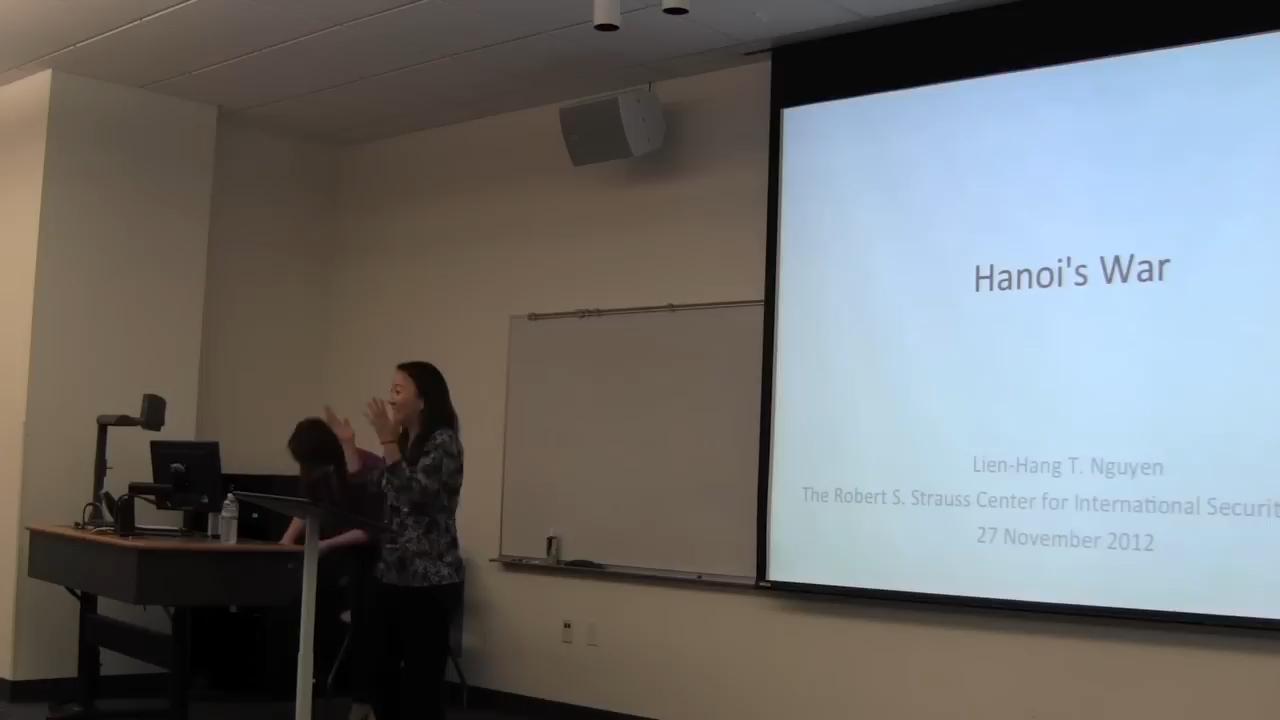 Hanoi's War
Lien-Hang T. Nguyen
The Robert S. Strauss Center for International Securit
27 November 2012